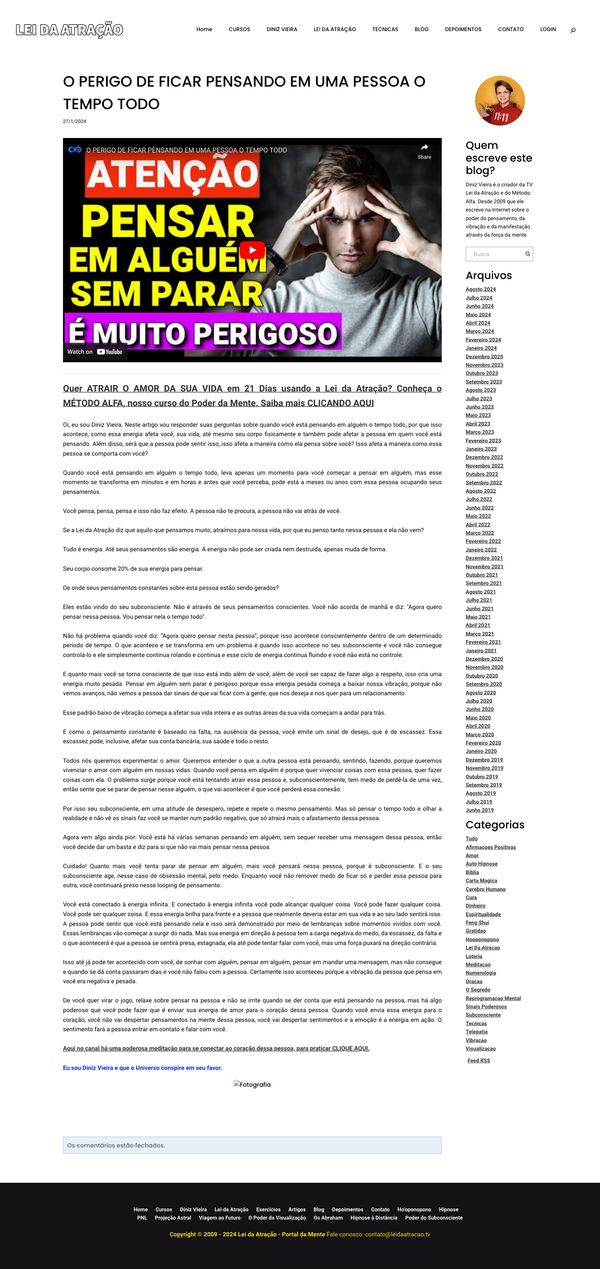 LEI DA ATRAÇÃO
Home CURSOS DINIZ VIEIRA LEI DA ATRAÇÃO TECNICAS BLOG DEPOIMENTOS CONTATO LOGIN
O PERIGO DE FICAR PENSANDO EM UMA PESSOA O
TEMPO TODO
27/1/2024
O PERIGO DE FICAR PENSANDO EM UMA PESSOA O TEMPO TODO
Share
ATENÇÃO
PENSAR
EM ALGUÉM
SEM PARAR
É MUITO PERIGOSO
Watch on YouTube
Quer ATRAIR O AMOR DA SUA VIDA em 21 Dias usando a Lei da Atração? Conheça o
MÉTODO ALFA, nosso curso do Poder da Mente. Saiba mais CLICANDO AQUI
Oi, eu sou Diniz Vieira. Neste artigo vou responder suas perguntas sobre quando você está pensando em alguém o tempo todo, por que isso
acontece, como essa energia afeta você, sua vida, até mesmo seu corpo fisicamente e também pode afetar a pessoa em quem você está
pensando. Além disso, será que a pessoa pode sentir isso, isso afeta a maneira como ela pensa sobre você? Isso afeta a maneira como essa
pessoa se comporta com você?
Quando você está pensando em alguém o tempo todo, leva apenas um momento para você começar a pensar em alguém, mas esse
momento se transforma em minutos e em horas e antes que você perceba, pode está a meses ou anos com essa pessoa ocupando seus
pensamentos.
Você pensa, pensa, pensa e isso não faz efeito. A pessoa não te procura, a pessoa não vai atrás de você.
Se a Lei da Atração diz que aquilo que pensamos muito, atraímos para nossa vida, por que eu penso tanto nessa pessoa e ela não vem?
Tudo é energia. Até seus pensamentos são energia. A energia não pode ser criada nem destruída, apenas muda de forma.
Seu corpo consome 20% de sua energia para pensar.
De onde seus pensamentos constantes sobre esta pessoa estão sendo gerados?
Eles estão vindo do seu subconsciente. Não é através de seus pensamentos conscientes. Você não acorda de manhã e diz: "Agora quero
pensar nessa pessoa. Vou pensar nela o tempo todo".
Não há problema quando você diz: "Agora quero pensar nesta pessoa", porque isso acontece conscientemente dentro de um determinado
período de tempo. O que acontece e se transforma em um problema é quando isso acontece no seu subconsciente e você não consegue
controlá-lo e ele simplesmente continua rolando e continua e esse ciclo de energia continua fluindo e você não está no controle.
E quanto mais você se torna consciente de que isso está indo além de você, além de você ser capaz de fazer algo a respeito, isso cria uma
energia muito pesada. Pensar em alguém sem parar é perigoso porque essa energia pesada começa a baixar nossa vibração, porque não
vemos avanços, não vemos a pessoa dar sinais de que vai ficar com a gente, que nos deseja e nos quer para um relacionamento.
Esse padrão baixo de vibração começa a afetar sua vida inteira e as outras áreas da sua vida começam a andar para trás.
E como o pensamento constante é baseado na falta, na ausência da pessoa, você emite um sinal de desejo, que é de escassez. Essa
escassez pode, inclusive, afetar sua conta bancária, sua saúde e todo o resto.
Todos nós queremos experimentar o amor. Queremos entender o que a outra pessoa está pensando, sentindo, fazendo, porque queremos
vivenciar o amor com alguém em nossas vidas. Quando você pensa em alguém é porque quer vivenciar coisas com essa pessoa, quer fazer
coisas com ela. O problema surge porque você está tentando atrair essa pessoa e, subconscientemente, tem medo de perdê-la de uma vez,
então sente que se parar de pensar nesse alguém, o que vai acontecer é que você perderá essa conexão.
Por isso seu subconsciente, em uma atitude de desespero, repete e repete o mesmo pensamento. Mas só pensar o tempo todo e olhar a
realidade e não vê os sinais faz você se manter num padrão negativo, que só atrairá mais o afastamento dessa pessoa.
Agora vem algo ainda pior: Você está há várias semanas pensando em alguém, sem sequer receber uma mensagem dessa pessoa, então
você decide dar um basta e diz para si que não vai mais pensar nessa pessoa.
Cuidado! Quanto mais você tenta parar de pensar em alguém, mais você pensará nessa pessoa, porque é subconsciente. E o seu
subconsciente age, nesse caso de obsessão mental, pelo medo. Enquanto você não remover medo de ficar só e perder essa pessoa para
outra, você continuará preso nesse looping de pensamento.
Você está conectado à energia infinita. E conectado à energia infinita você pode alcançar qualquer coisa. Você pode fazer qualquer coisa.
Você pode ser qualquer coisa. E essa energia brilha para frente e a pessoa que realmente deveria estar em sua vida e ao seu lado sentirá isso.
A pessoa pode sentir que você está pensando nela e isso será demonstrado por meio de lembranças sobre momentos vividos com você.
Essas lembranças vão começar a surgir do nada. Mas sua energia em direção à pessoa tem a carga negativa do medo, da escassez, da falta e
o que acontecerá é que a pessoa se sentirá presa, estagnada, ela até pode tentar falar com você, mas uma força puxará na direção contrária.
Isso até já pode ter acontecido com você, de sonhar com alguém, pensar em alguém, pensar em mandar uma mensagem, mas não consegue
e quando se dá conta passaram dias e você não falou com a pessoa. Certamente isso aconteceu porque a vibração da pessoa que pensa em
você era negativa e pesada.
De você quer virar o jogo, relaxe sobre pensar na pessoa e não se irrite quando se der conta que está pensando na pessoa, mas há algo
poderoso que você pode fazer que é enviar sua energia de amor para o coração dessa pessoa. Quando você envia essa energia para o
coração, você não vai despertar pensamentos na mente dessa pessoa, você vai despertar sentimentos e a emoção é a energia em ação. O
sentimento fará a pessoa entrar em contato e falar com você.
Aqui no canal há uma poderosa meditação para se conectar ao coração dessa pessoa, para praticar CLIQUE AQUI.
Eu sou Diniz Vieira e que o Universo conspire em seu favor.
Fotografia
Os comentários estão fechados.
11:11
Quem
escreve este
blog?
Diniz Vieira é o criador da TV
Lei da Atração e do Método
Alfa. Desde 2009 que ele
escreve na Internet sobre o
poder do pensamento, da
vibração e da manifestação
através da força da mente.
Busca
Arquivos
Agosto 2024
Julho 2024
Junho 2024
Maio 2024
Abril 2024
Março 2024
Fevereiro 2024
Janeiro 2024
Dezembro 2023
Novembro 2023
Outubro 2023
Setembro 2023
Agosto 2023
Julho 2023
Junho 2023
Maio 2023
Abril 2023
Março 2023
Fevereiro 2023
Janeiro 2023
Dezembro 2022
Novembro 2022
Outubro 2022
Setembro 2022
Agosto 2022
Julho 2022
Junho 2022
Maio 2022
Abril 2022
Março 2022
Fevereiro 2022
Janeiro 2022
Dezembro 2021
Novembro 2021
Outubro 2021
Setembro 2021
Agosto 2021
Julho 2021
Junho 2021
Maio 2021
Abril 2021
Março 2021
Fevereiro 2021
Janeiro 2021
Dezembro 2020
Novembro 2020
Outubro 2020
Setembro 2020
Agosto 2020
Julho 2020
Junho 2020
Maio 2020
Abril 2020
Março 2020
Fevereiro 2020
Janeiro 2020
Dezembro 2019
Novembro 2019
Outubro 2019
Setembro 2019
Agosto 2019
Julho 2019
Junho 2019
Categorias
Tudo
Afirmacoes Positivas
Amor
Auto Hipnose
Biblia
Carta Magica
Cerebro Humano
Cura
Dinheiro
Espiritualidade
Feng Shui
Gratidao
Hooponopono
Lei Da Atracao
Loteria
Meditacao
Numerologia
Oracao
O Segredo
Reprogramacao Mental
Sinais Poderosos
Subconsciente
Tecnicas
Telepatia
Vibracao
Visualizacao
Feed RSS
Home Cursos Diniz Vieira Lei da Atração Exercícios Artigos Blog Depoimentos Contato Ho'oponopono Hipnose
PNL Projeção Astral Viagem ao Futuro O Poder da Visualização Os Abraham Hipnose à Distância Poder do Subconsciente
Copyright © 2009 - 2024 Lei da Atração - Portal da Mente Fale conosco: contato@leidaatracao.tv